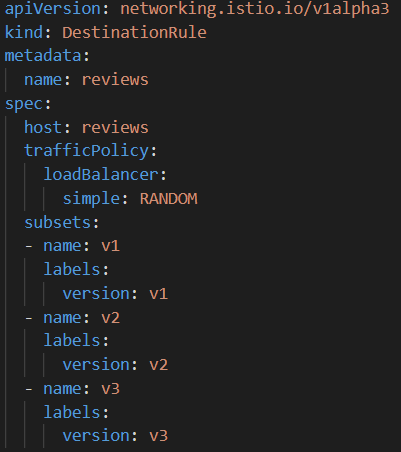 apiVersion: networking.istio.io/v1alpha3
kind: DestinationRule
metadata:
  name: reviews
spec:
  host: reviews
  trafficPolicy:
    loadBalancer:
      simple: RANDOM
  subsets:
  - name: v1
    labels:
      version: v1
  - name: v2
    labels:
      version: v2
  - name: v3
    labels:
      version: v3